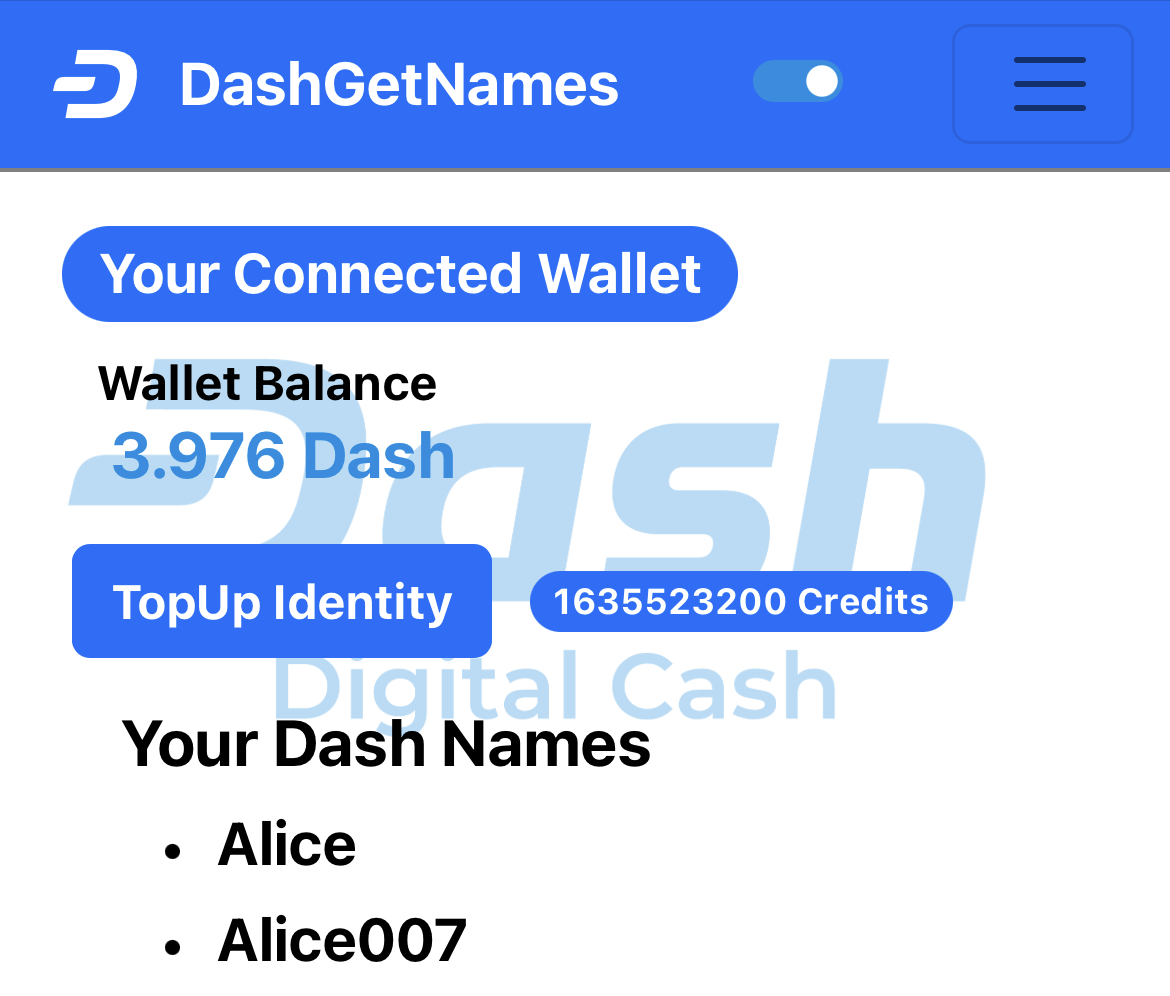 DashGetNames
Your Connected Wallet
Wallet Balance
3.976 Dash
Dash
TopUp Identity
1635523200 Credits
Digital Cash
Your Dash Names
Alice
Alice007